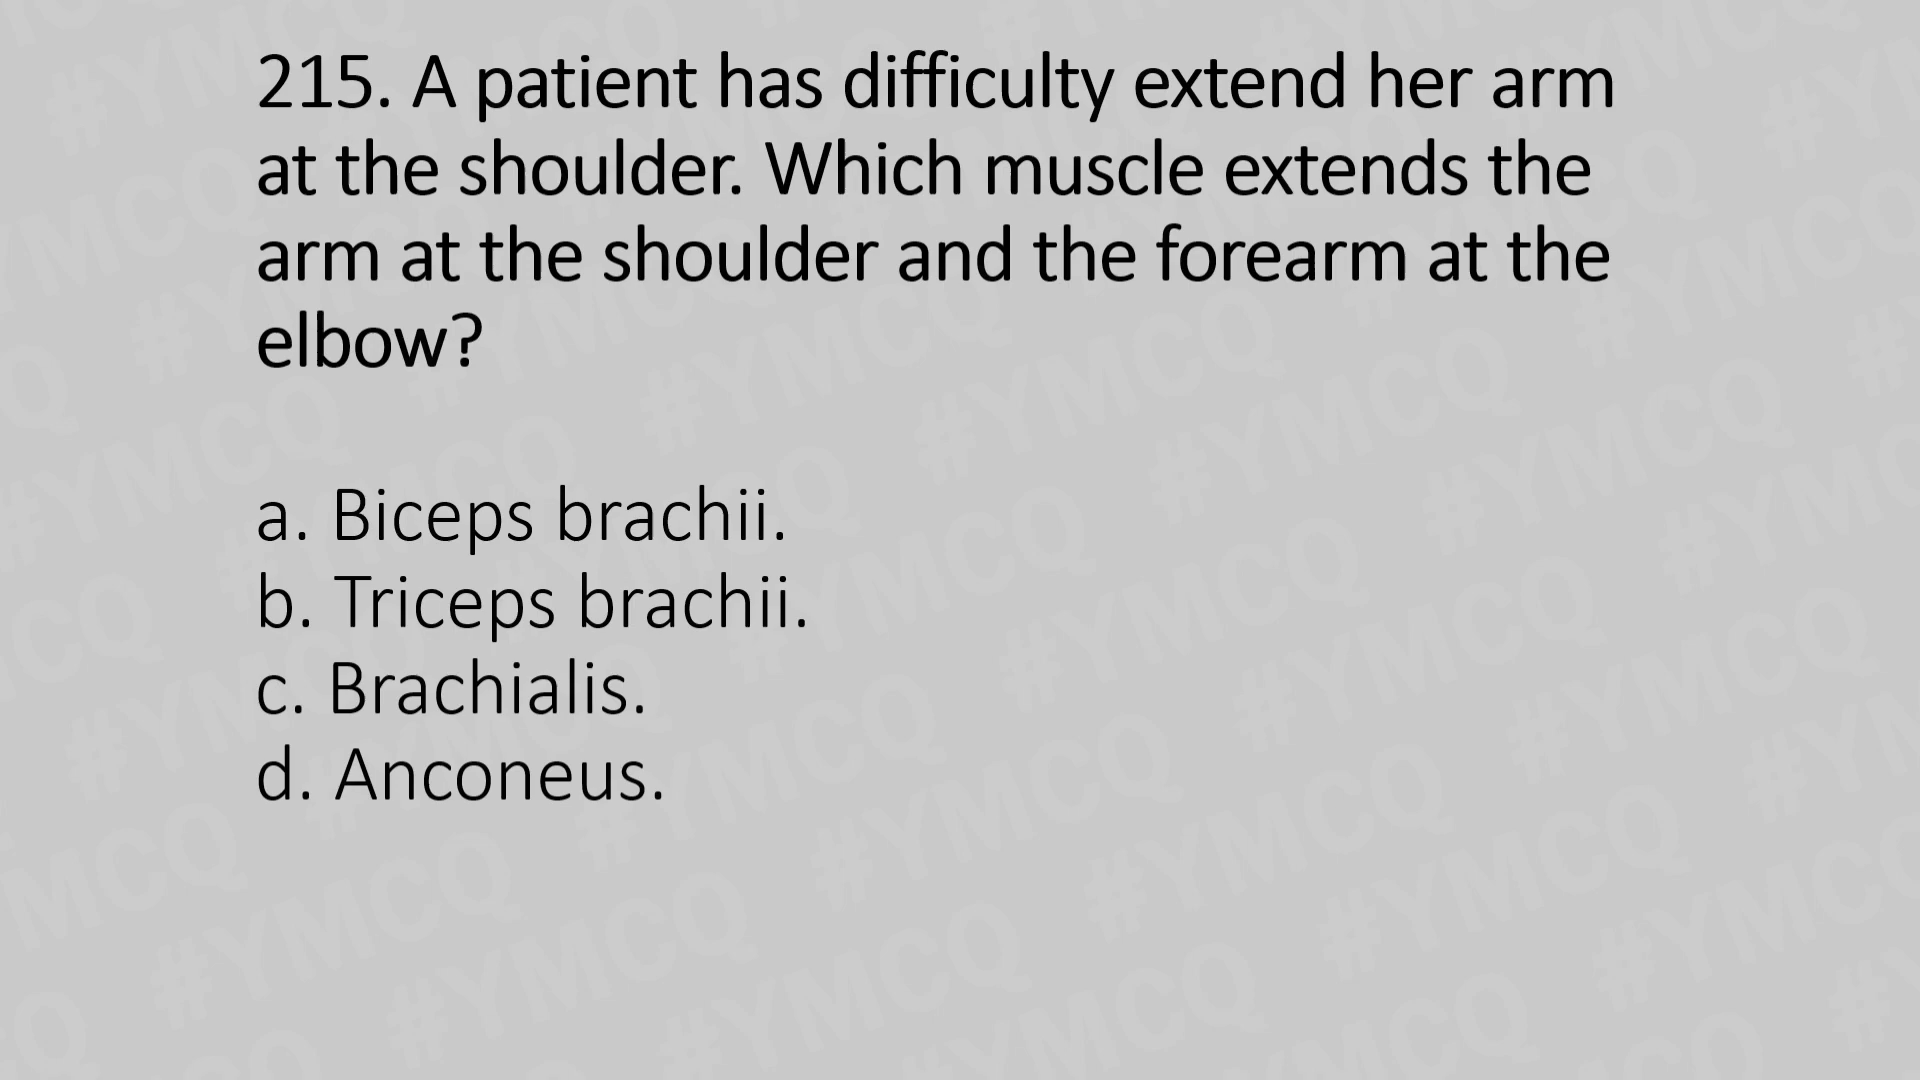 215. A patient has difficulty extend her arm
at the shoulder. Which muscle extends the
arm at the shoulder and the forearm at the
elbow?
a. Biceps brachii.
b. Triceps brachii.
c. Brachialis.
d. Anconeus.
#YMCQ